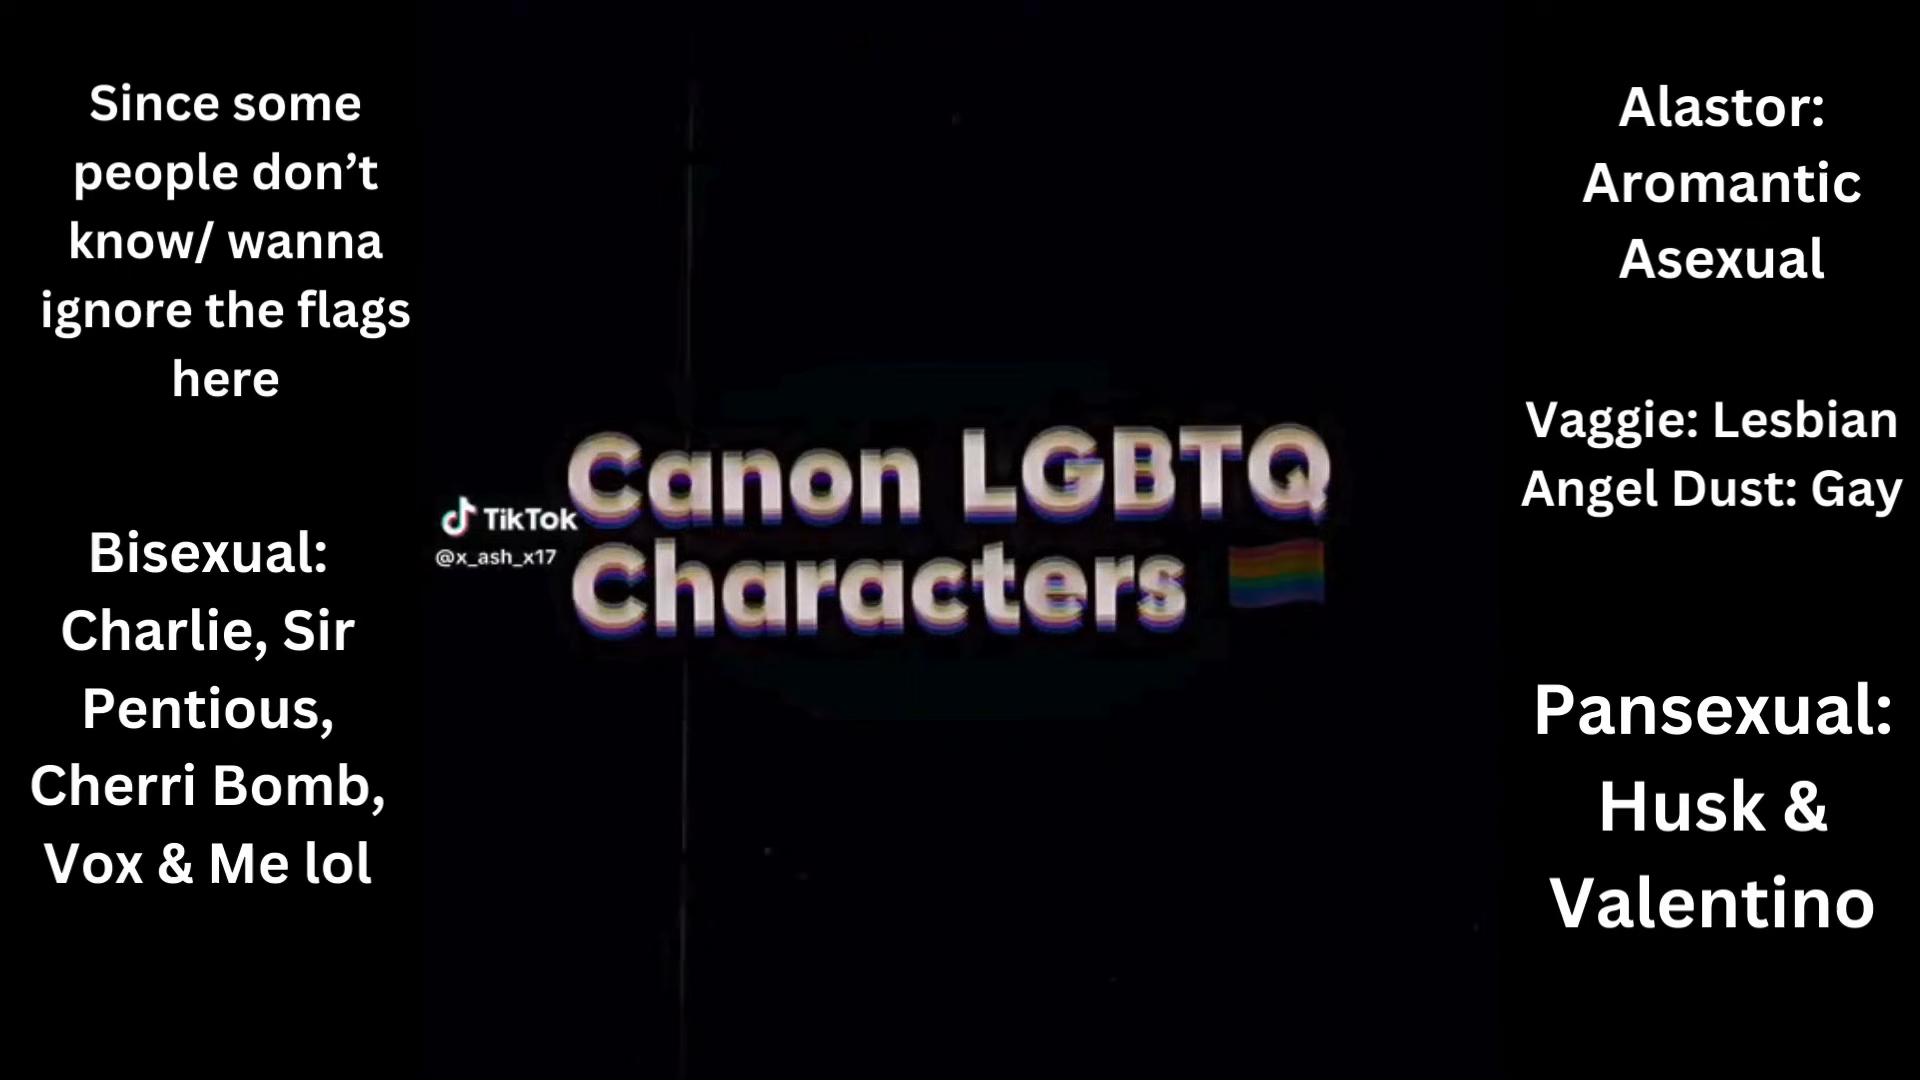 Since some
people don’t
know/ wanna
ignore the flags
here
Bisexual:
Charlie, Sir
Pentious,
Cherri Bomb,
Vox & Me lol
TikTok
@x_ash_x17
Canon LGBTQ
Characters 🏳️‍🌈
Alastor:
Aromantic
Asexual
Vaggie: Lesbian
Angel Dust: Gay
Pansexual:
Husk &
Valentino